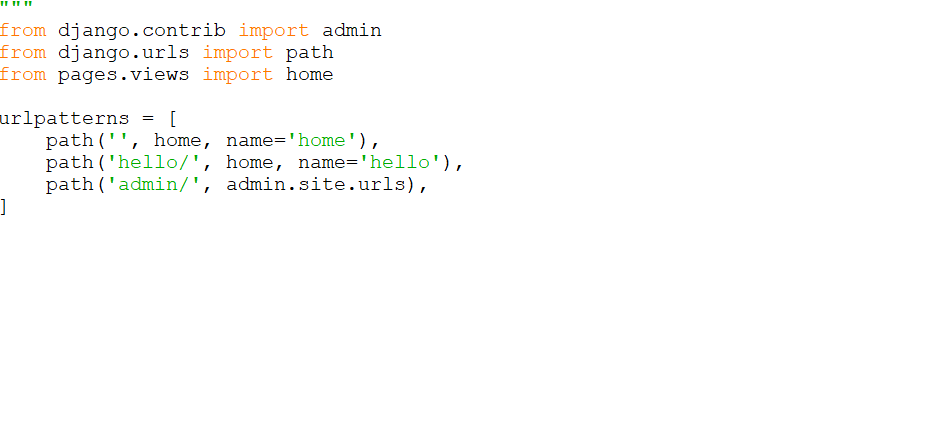 """
from django.contrib import admin
from django.urls import path
from pages.views import home

urlpatterns = [
    path('', home, name='home'),
    path('hello/', home, name='hello'),
    path('admin/', admin.site.urls),
]